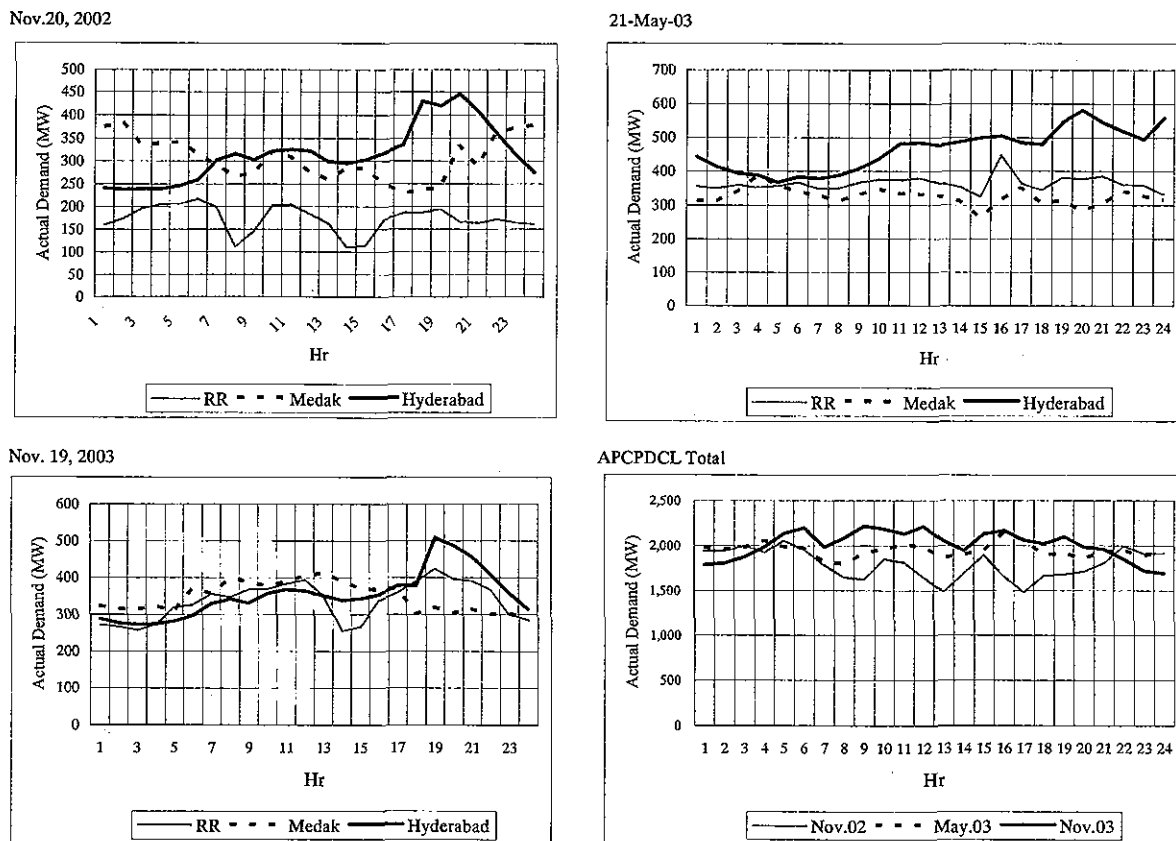 Nov.20, 2002
Actual Demand (MW)
500
450
400
350
300
250
200
150
100
50
0
1 3 5 7 9 11 13 15 17 19 21 23
Hr
RR Medak Hyderabad
21-May-03
Actual Demand (MW)
700
600
500
400
300
200
100
0
1 2 3 4 5 6 7 8 9 10 11 12 13 14 15 16 17 18 19 20 21 22 23 24
Hr
RR Medak Hyderabad
Nov. 19, 2003
Actual Demand (MW)
600
500
400
300
200
100
0
1 3 5 7 9 11 13 15 17 19 21 23
Hr
RR Medak Hyderabad
APCPDCL Total
Actual Demand (MW)
2,500
2,000
1,500
1,000
500
0
1 2 3 4 5 6 7 8 9 10 11 12 13 14 15 16 17 18 19 20 21 22 23 24
Hr
Nov.02 May.03 Nov.03